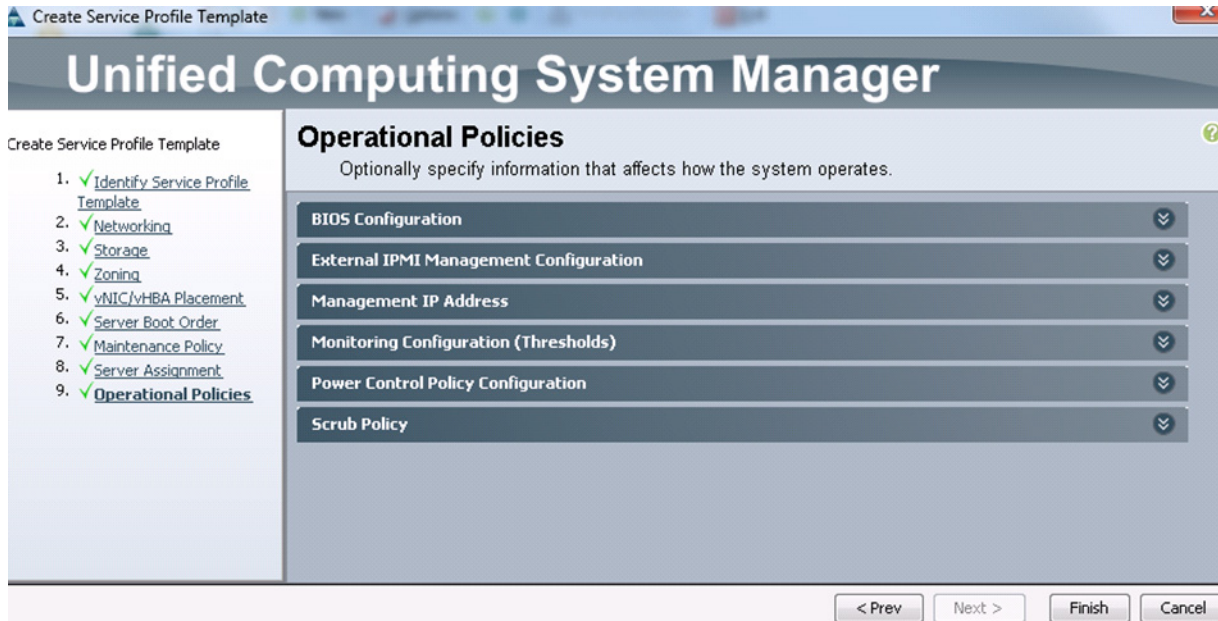 Create Service Profile Template
Unified Computing System Manager
Create Service Profile Template
1. Identify Service Profile
Template
2. Networking
3. Storage
4. Zoning
5. vNIC/vHBA Placement
6. Server Boot Order
7. Maintenance Policy
8. Server Assignment
9. Operational Policies
Operational Policies
Optionally specify information that affects how the system operates.
BIOS Configuration
External IPMI Management Configuration
Management IP Address
Monitoring Configuration (Thresholds)
Power Control Policy Configuration
Scrub Policy
< Prev
Next >
Finish
Cancel